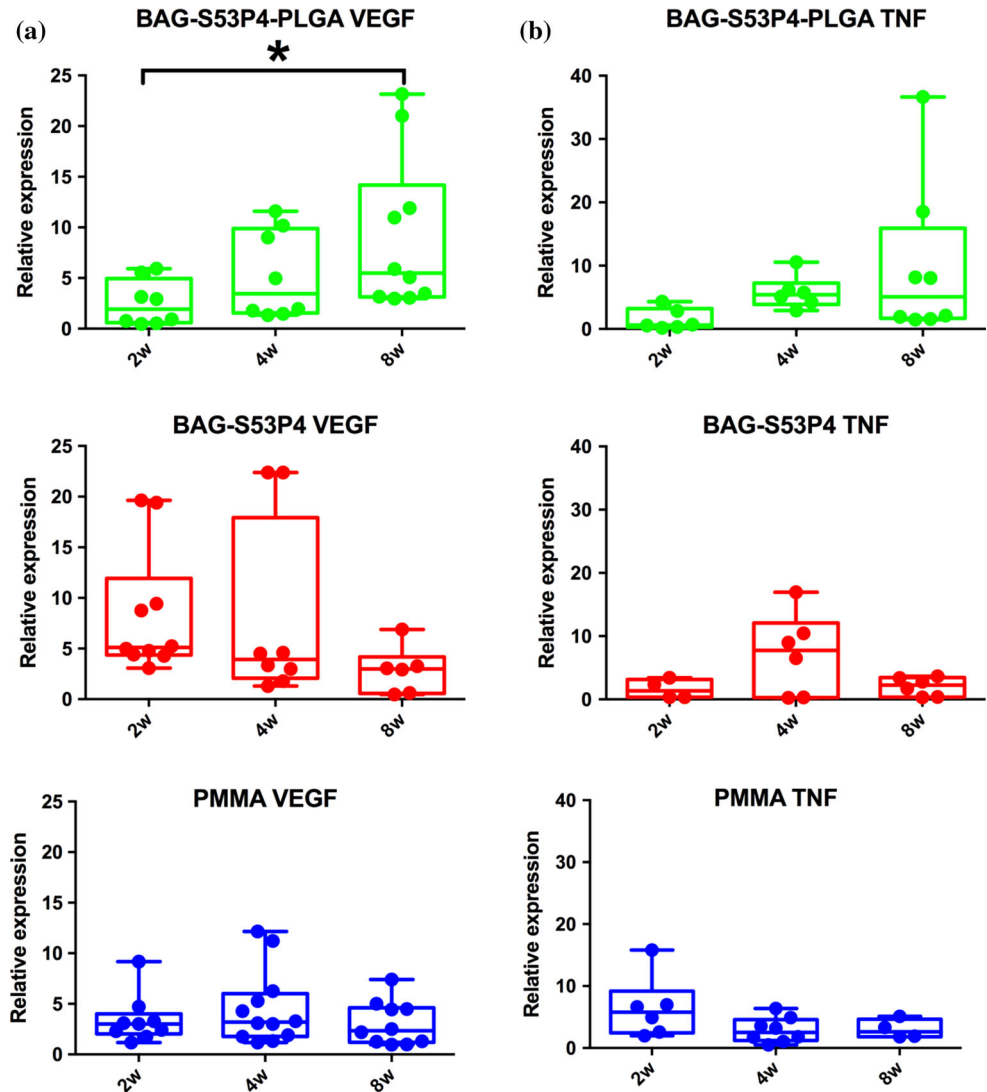 (a)
BAG-S53P4-PLGA VEGF
*
Relative expression
25
20
15
10
5
0
2w
4w
8w
(b)
BAG-S53P4-PLGA TNF
Relative expression
40
30
20
10
0
2w
4w
8w
BAG-S53P4 VEGF
Relative expression
25
20
15
10
5
0
2w
4w
8w
BAG-S53P4 TNF
Relative expression
40
30
20
10
0
2w
4w
8w
PMMA VEGF
Relative expression
25
20
15
10
5
0
2w
4w
8w
PMMA TNF
Relative expression
40
30
20
10
0
2w
4w
8w